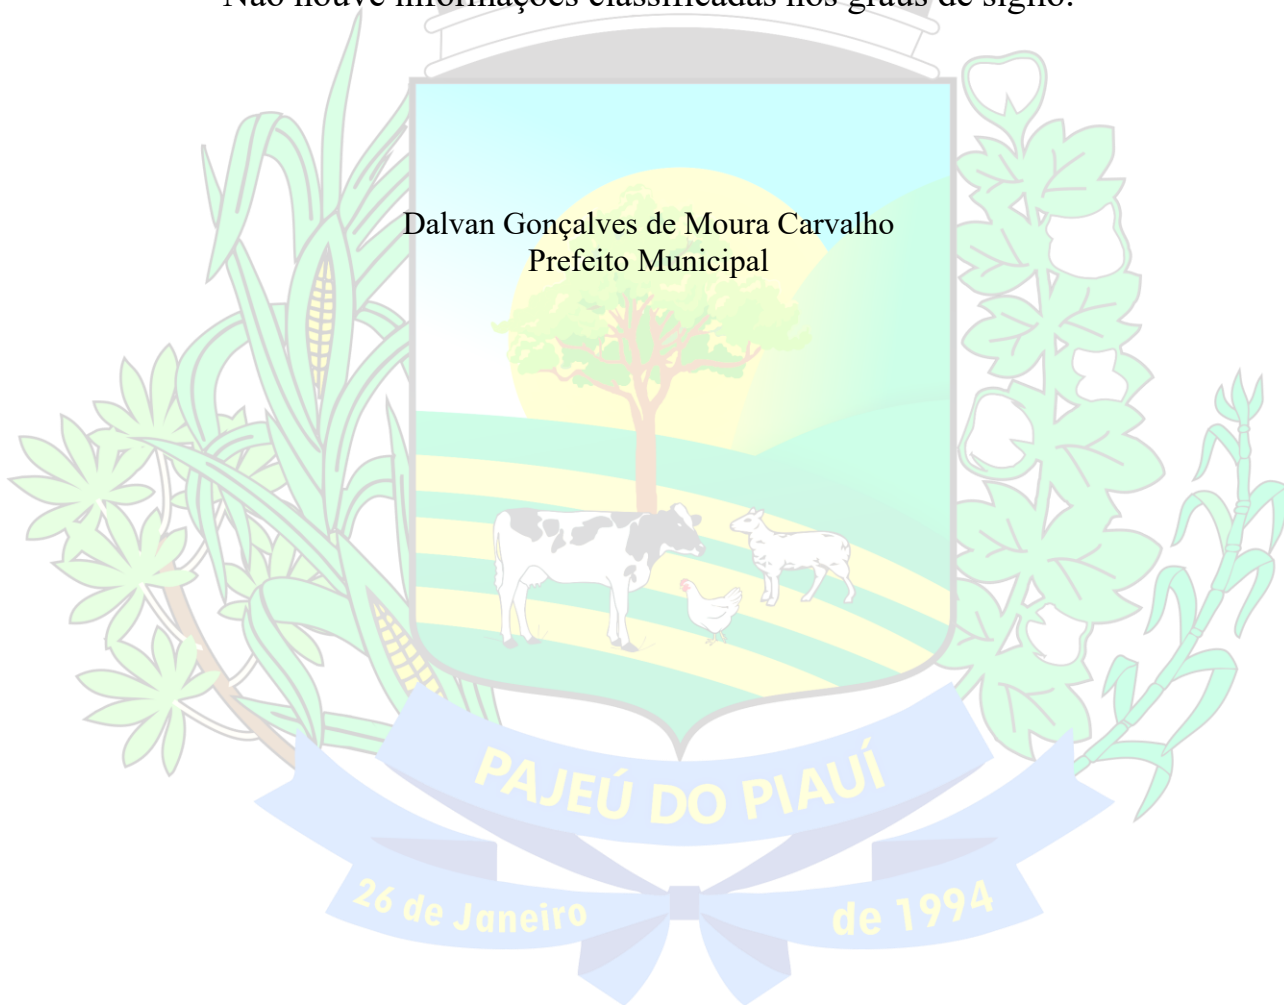 Não houve informações classificadas nos graus de sigilo.
Dalvan Gonçalves de Moura Carvalho
Prefeito Municipal
PAJEÚ DO PIAUÍ
26 de Janeiro de 1994